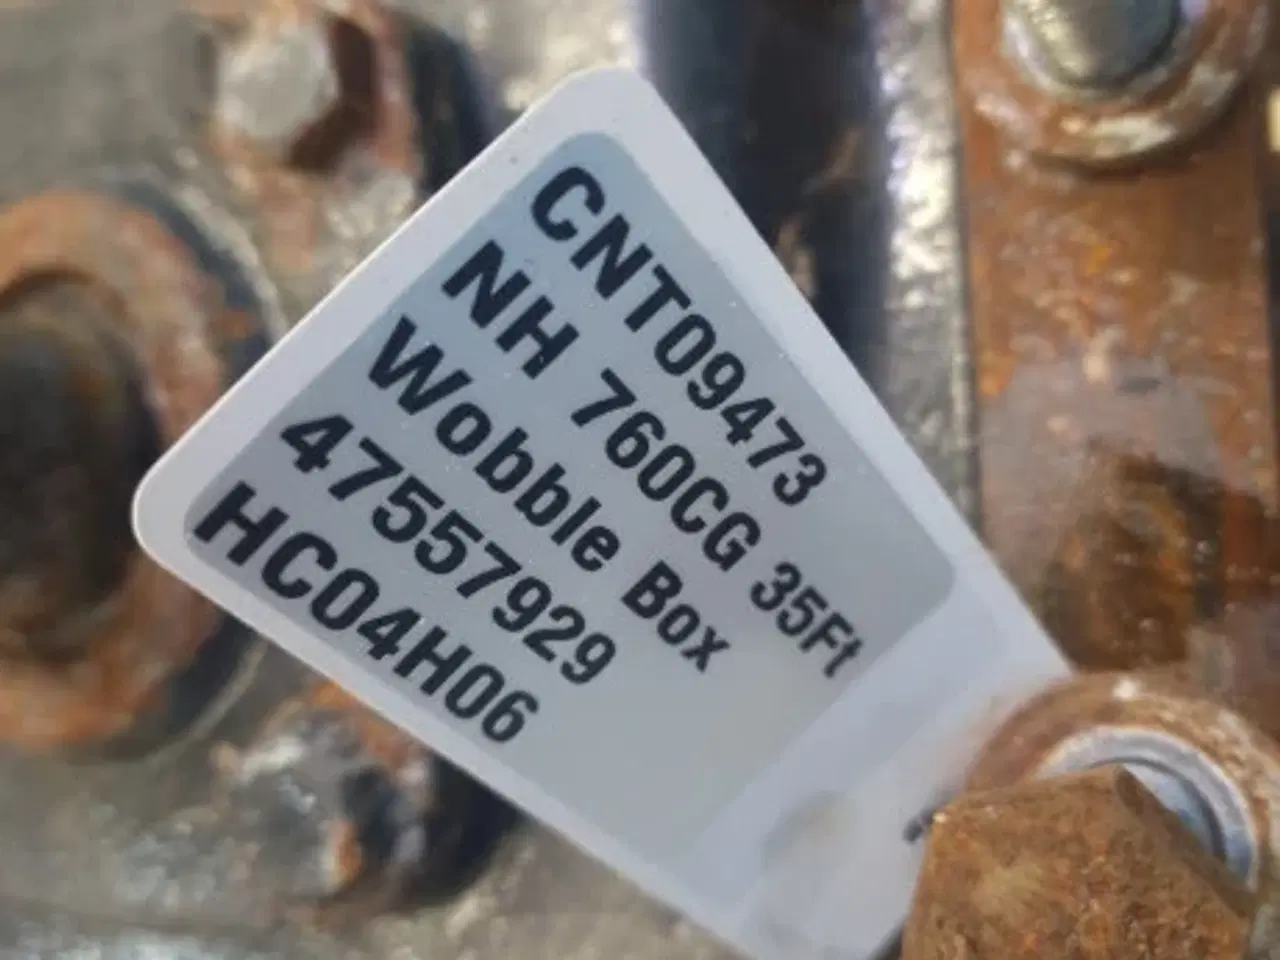 CNT09473
NH 760CG 35Ft
Wobble Box
47557929
HC04H06